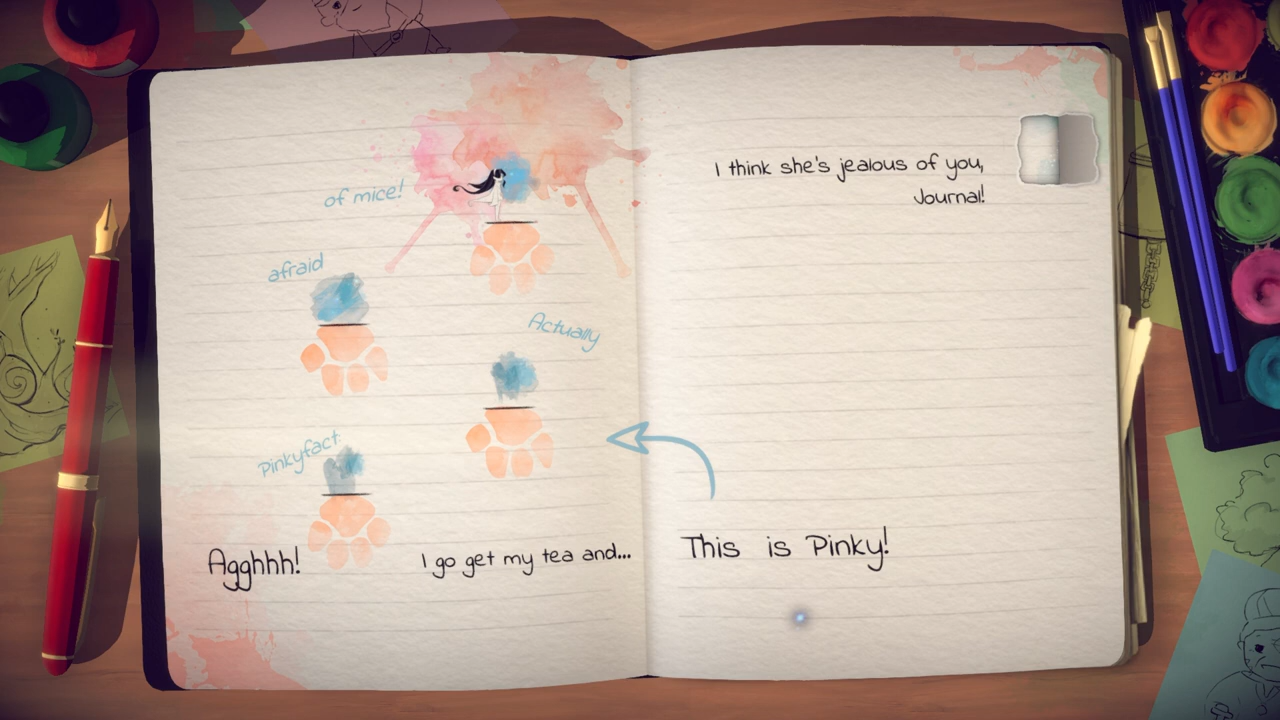 of mice!
afraid
Actually
Pinkyfact:
Agghhh!
I go get my tea and...
I think she's jealous of you,
Journal!
This is Pinky!